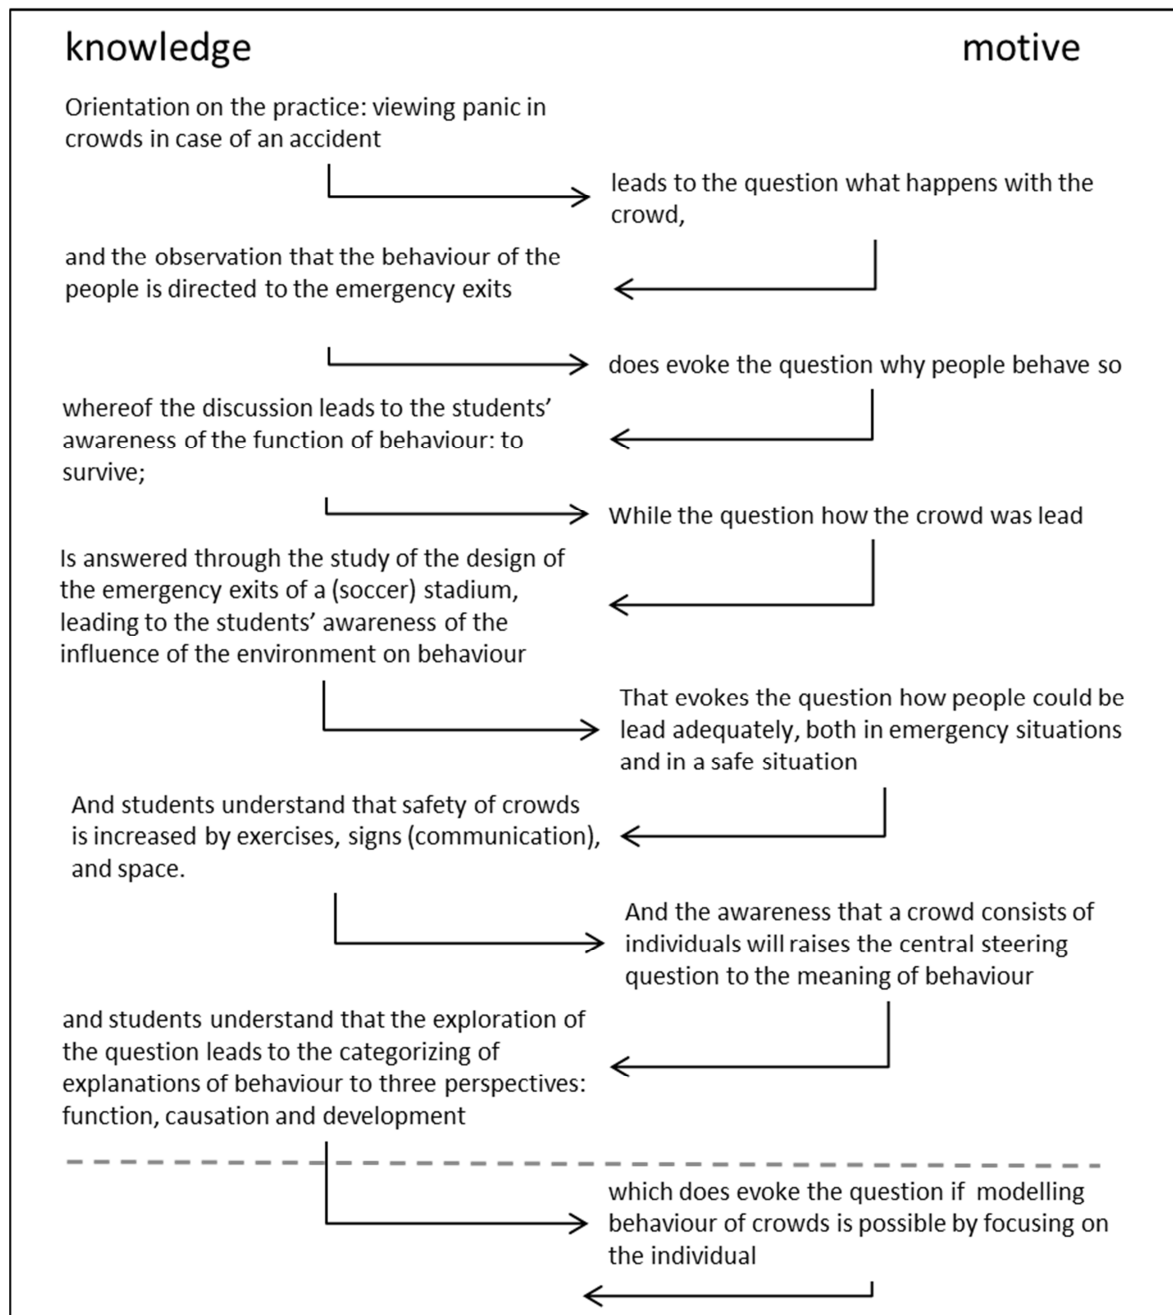 knowledge
motive
Orientation on the practice: viewing panic in
crowds in case of an accident
leads to the question what happens with the
crowd,
and the observation that the behaviour of the
people is directed to the emergency exits
does evoke the question why people behave so
whereof the discussion leads to the students’
awareness of the function of behaviour: to
survive;
While the question how the crowd was lead
Is answered through the study of the design of
the emergency exits of a (soccer) stadium,
leading to the students’ awareness of the
influence of the environment on behaviour
That evokes the question how people could be
lead adequately, both in emergency situations
and in a safe situation
And students understand that safety of crowds
is increased by exercises, signs (communication),
and space.
And the awareness that a crowd consists of
individuals will raises the central steering
question to the meaning of behaviour
and students understand that the exploration of
the question leads to the categorizing of
explanations of behaviour to three perspectives:
function, causation and development
which does evoke the question if modelling
behaviour of crowds is possible by focusing on
the individual